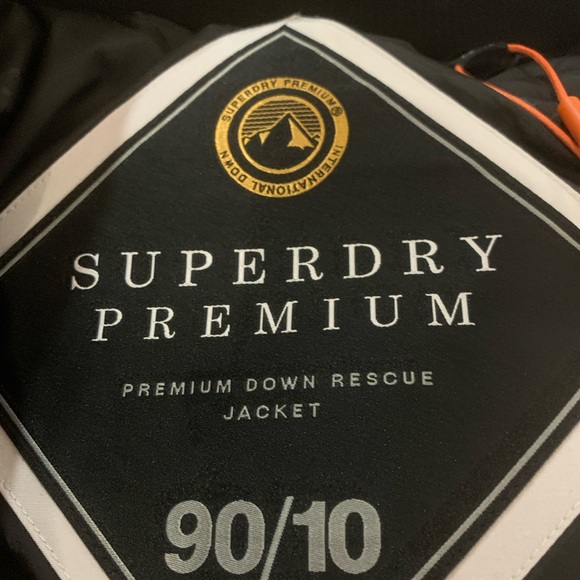 SUPERDRY PREMIUM®
INTERNATIONAL DOWN
SUPERDRY
PREMIUM
PREMIUM DOWN RESCUE
JACKET
90/10